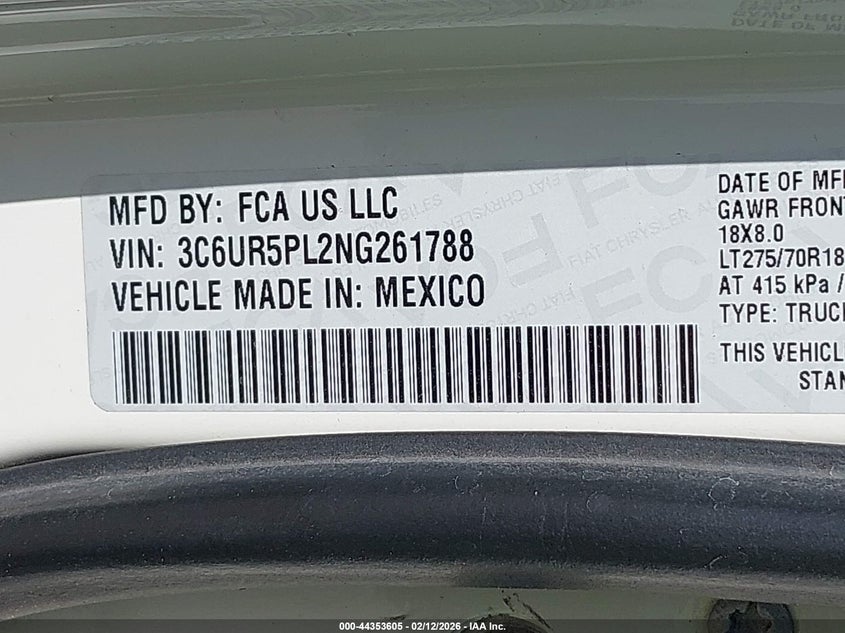 MFD BY: FCA US LLC
VIN: 3C6UR5PL2NG261788
VEHICLE MADE IN: MEXICO
DATE OF MF
GAWR FRONT
18X8.0
LT275/70R18
AT 415 kPa /
TYPE: TRUC
THIS VEHICL
STAN
000-44353605 - 02/12/2026 - IAA Inc.